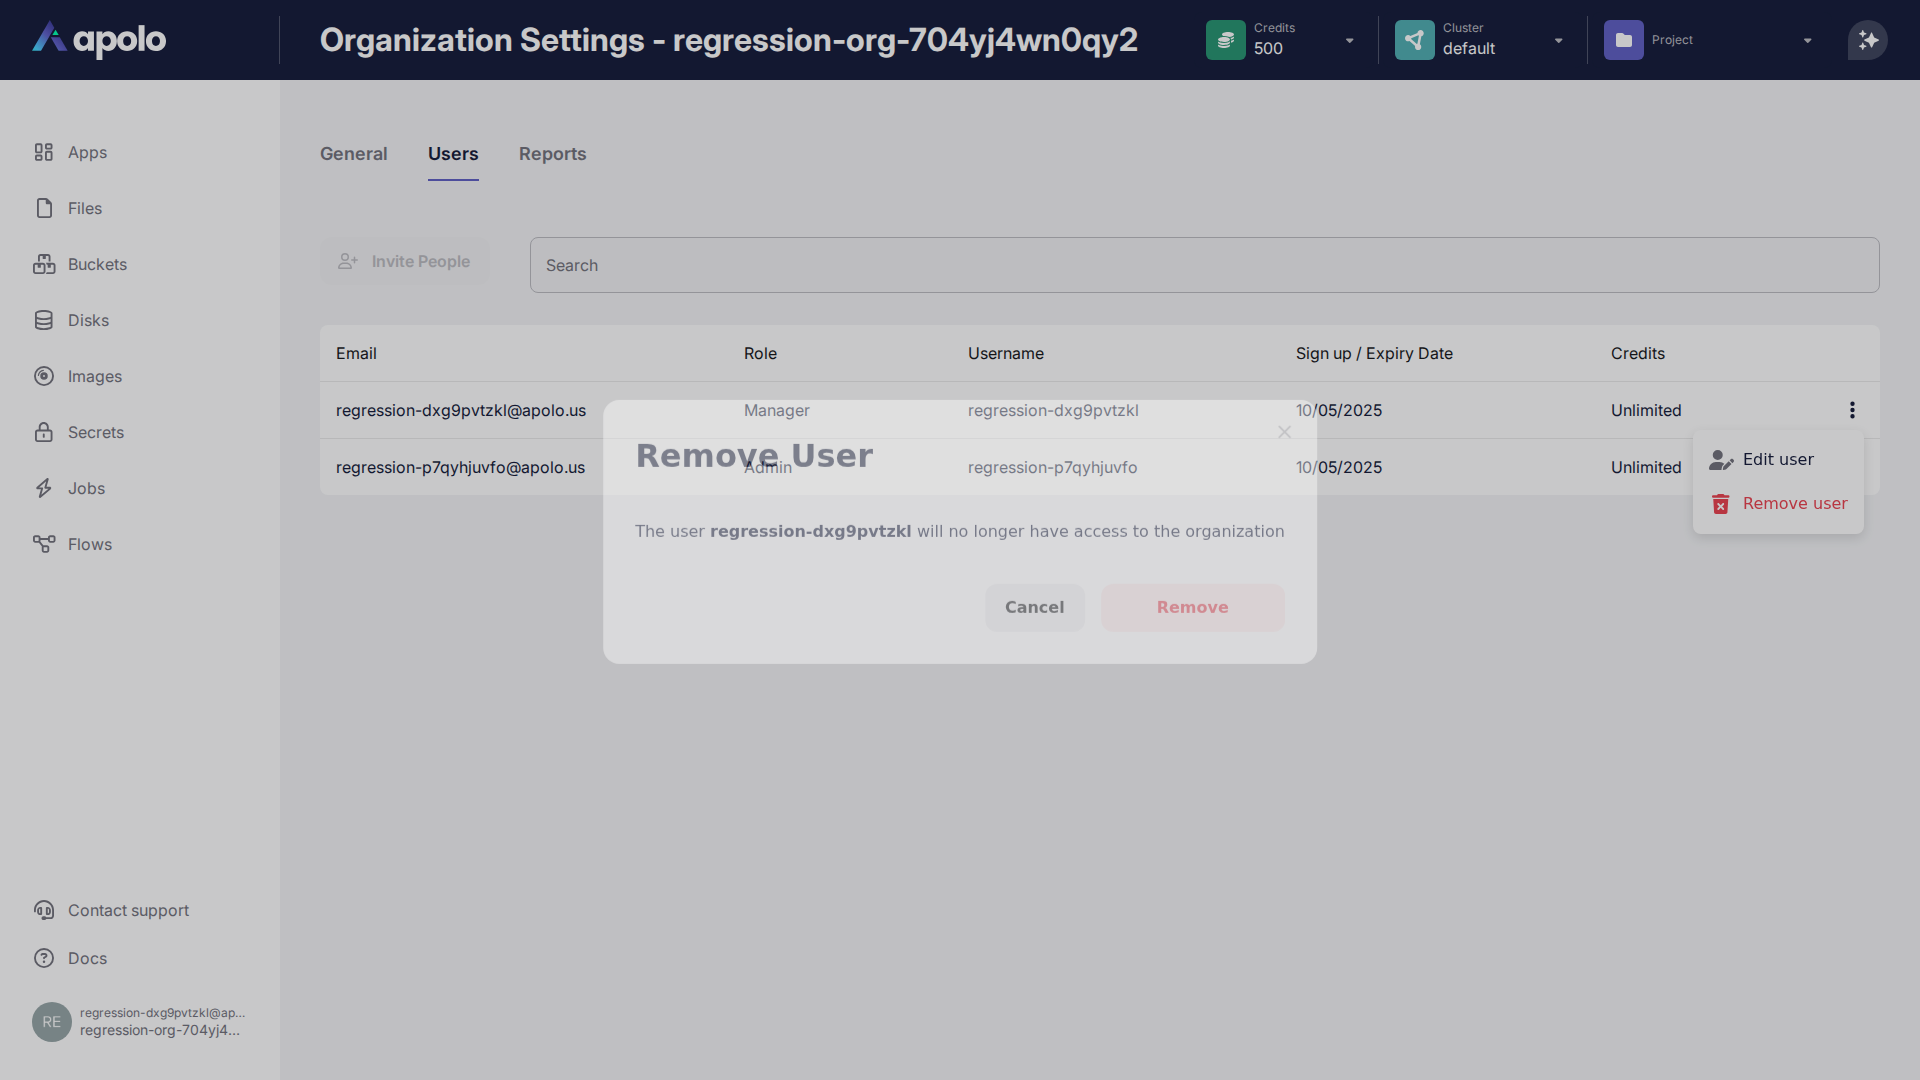 apolo
Organization Settings - regression-org-704yj4wn0qy2
Credits
500
Cluster
default
Project
Apps
Files
Buckets
Disks
Images
Secrets
Jobs
Flows
General Users Reports
Invite People
Search
Email Role Username Sign up / Expiry Date Credits
regression-dxg9pvtzkl@apolo.us Manager regression-dxg9pvtzkl 10/05/2025 Unlimited
regression-p7qyhjuvfo@apolo.us Admin regression-p7qyhjuvfo 10/05/2025 Unlimited
Edit user
Remove user
Remove User
The user regression-dxg9pvtzkl will no longer have access to the organization
Cancel Remove
Contact support
Docs
RE
regression-dxg9pvtzkl@ap...
regression-org-704yj4...